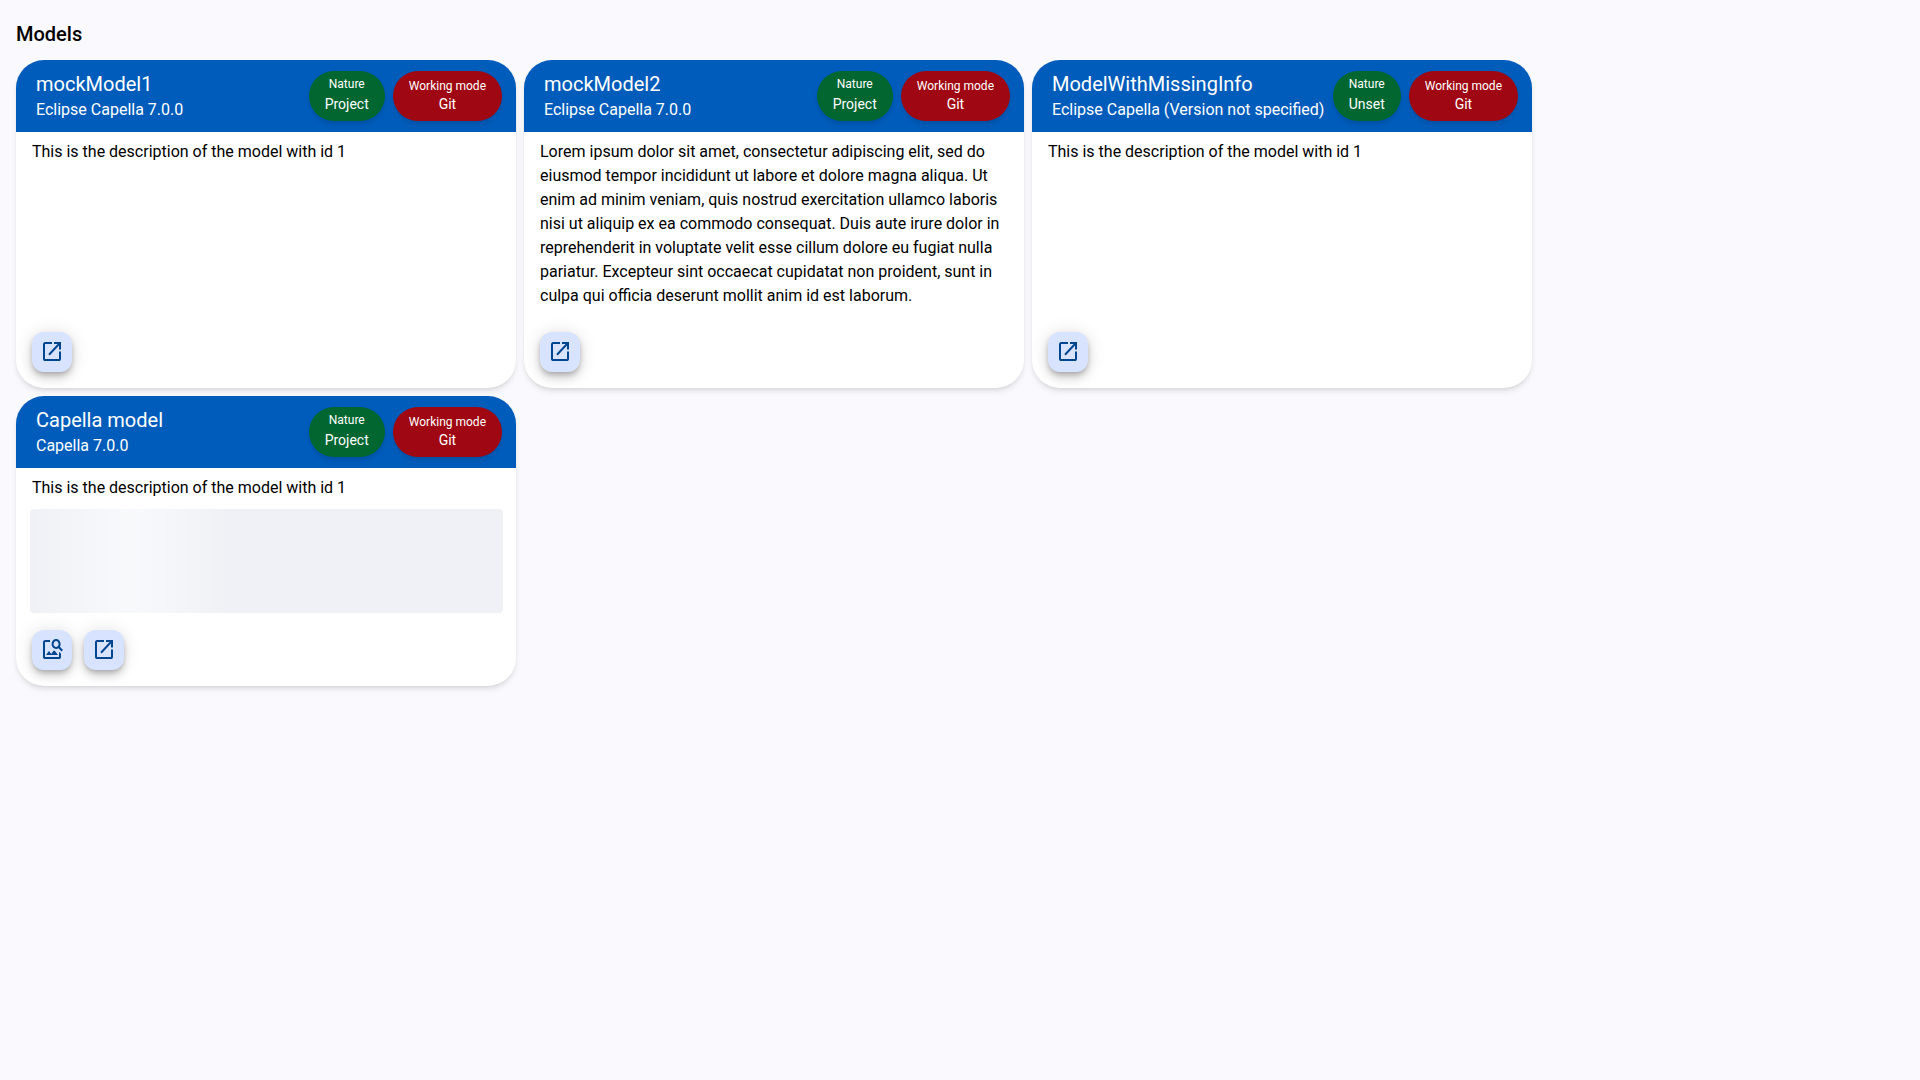 Models
mockModel1
Eclipse Capella 7.0.0
Nature
Project
Working mode
Git
This is the description of the model with id 1
mockModel2
Eclipse Capella 7.0.0
Nature
Project
Working mode
Git
Lorem ipsum dolor sit amet, consectetur adipiscing elit, sed do
eiusmod tempor incididunt ut labore et dolore magna aliqua. Ut
enim ad minim veniam, quis nostrud exercitation ullamco laboris
nisi ut aliquip ex ea commodo consequat. Duis aute irure dolor in
reprehenderit in voluptate velit esse cillum dolore eu fugiat nulla
pariatur. Excepteur sint occaecat cupidatat non proident, sunt in
culpa qui officia deserunt mollit anim id est laborum.
ModelWithMissingInfo
Eclipse Capella (Version not specified)
Nature
Unset
Working mode
Git
This is the description of the model with id 1
Capella model
Capella 7.0.0
Nature
Project
Working mode
Git
This is the description of the model with id 1